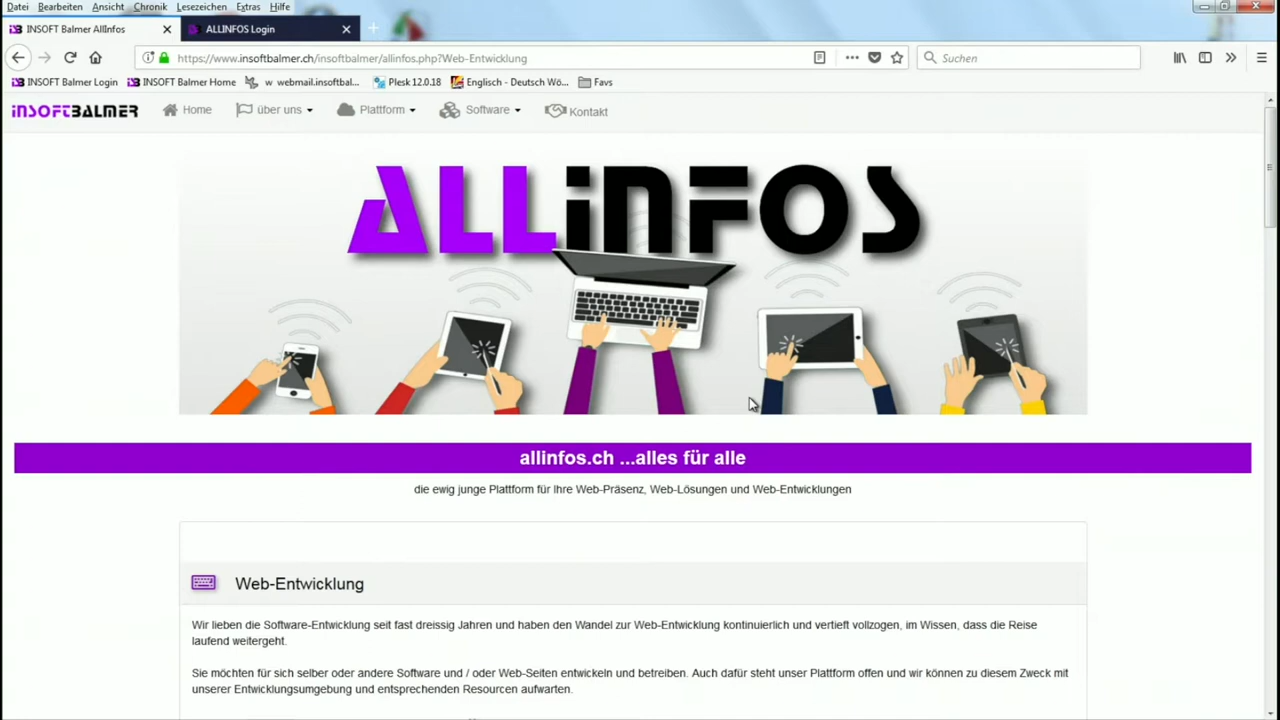 Datei Bearbeiten Ansicht Chronik Lesezeichen Extras Hilfe
INSOFT Balmer AllInfos ALLINFOS Login
https://www.insoftbalmer.ch/insoftbalmer/allinfos.php?Web-Entwicklung Suchen
INSOFT Balmer Login INSOFT Balmer Home w webmail.insoftbal... Plesk 12.0.18 Englisch - Deutsch Wö... Favs
INSOFTBALMER Home über uns Plattform Software Kontakt
ALLINFOS
allinfos.ch ...alles für alle
die ewig junge Plattform für Ihre Web-Präsenz, Web-Lösungen und Web-Entwicklungen
Web-Entwicklung
Wir lieben die Software-Entwicklung seit fast dreissig Jahren und haben den Wandel zur Web-Entwicklung kontinuierlich und vertieft vollzogen, im Wissen, dass die Reise
laufend weitergeht.
Sie möchten für sich selber oder andere Software und / oder Web-Seiten entwickeln und betreiben. Auch dafür steht unser Plattform offen und wir können zu diesem Zweck mit
unserer Entwicklungsumgebung und entsprechenden Resourcen aufwarten.